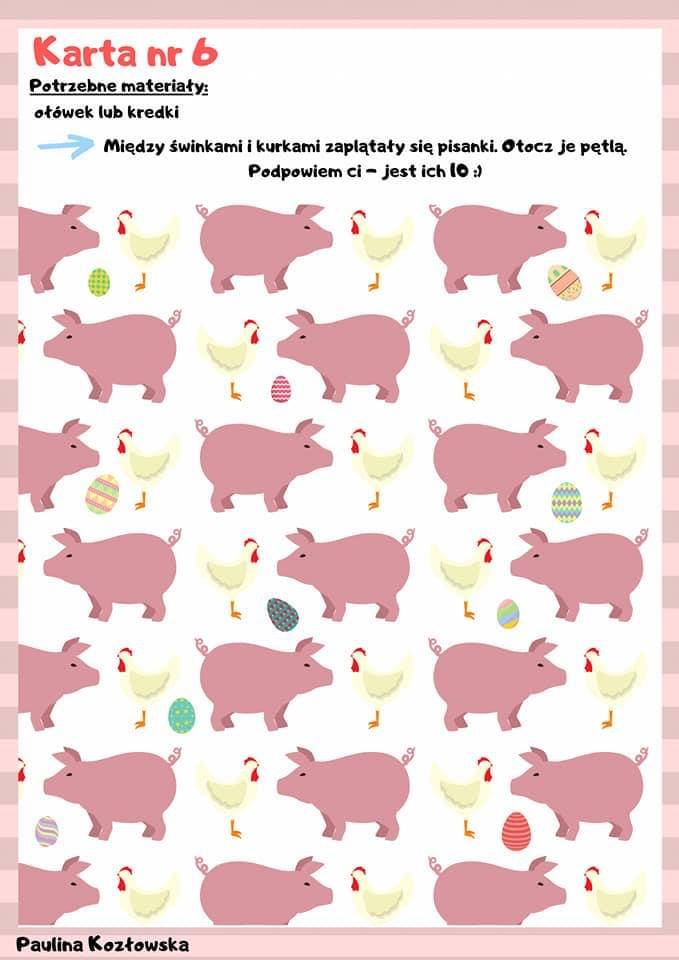 Karta nr 6
Potrzebne materiały:
ołówek lub kredki
Między świnkami i kurkami zaplątały się pisanki. Otocz je pętlą.
Podpowiem ci - jest ich 10 :)
Paulina Kozłowska